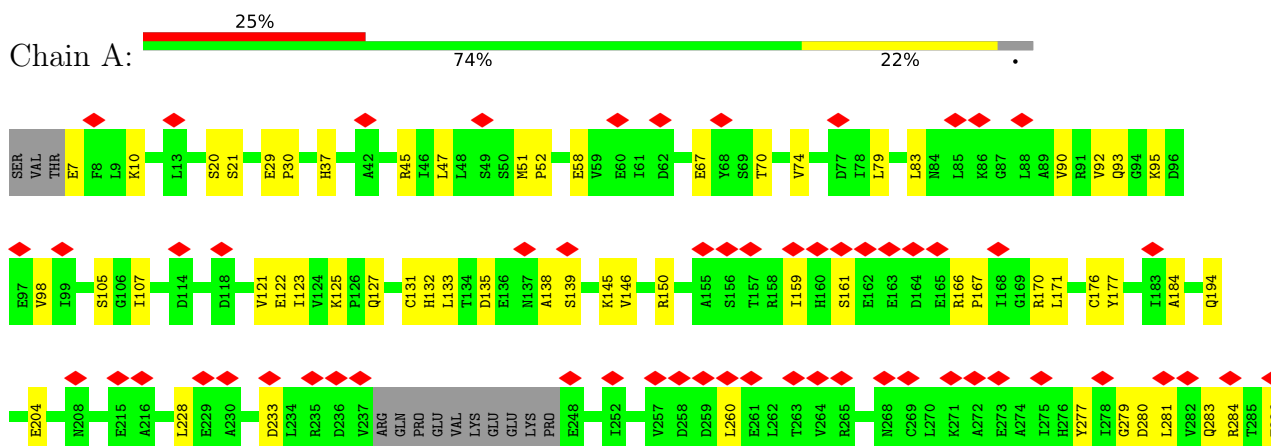 25%
Chain A:
74% 22% •
SER VAL THR E7 F8 L9 K10 L13 S20 S21 E29 P30 H37 A42 R45 I46 L47 L48 S49 S50 M51 P52 E58 V59 E60 I61 D62 E67 Y68 S69 T70 V74 D77 I78 L79 L83 N84 L85 K86 G87 L88 A89 V90 R91 V92 Q93 G94 K95 D96
E97 V98 I99 S105 G106 I107 D114 D118 V121 E122 I123 V124 K125 P126 Q127 C131 H132 L133 T134 D135 E136 N137 A138 S139 K145 V146 R150 A155 S156 T157 R158 I159 H160 S161 E162 E163 D164 E165 R166 P167 I168 G169 R170 L171 C176 Y177 I183 A184 Q194
E204 N208 E215 A216 L228 E229 A230 D233 L234 R235 D236 V237 ARG GLN PRO GLU VAL LYS GLU GLU LYS PRO E248 I252 V257 D258 D259 L260 E261 L262 T263 V264 R265 N268 C269 L270 K271 A272 E273 A274 I275 H276 Y277 I278 G279 D280 L281 V282 Q283 R284 T285